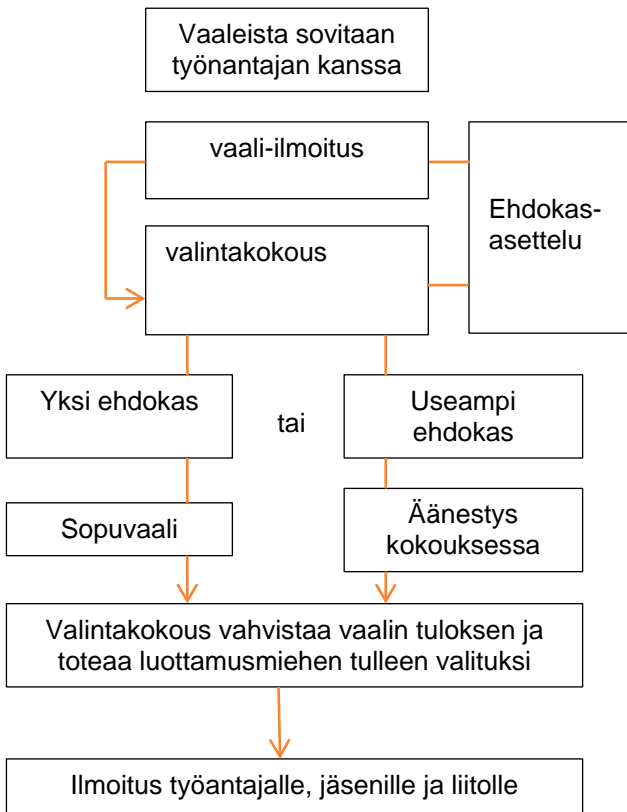 Vaaleista sovitaan
työnantajan kanssa
vaali-ilmoitus
Ehdokas-
asettelu
valintakokous
Yksi ehdokas
tai
Useampi
ehdokas
Sopuvaali
Äänestys
kokouksessa
Valintakokous vahvistaa vaalin tuloksen ja
toteaa luottamusmiehen tulleen valituksi
Ilmoitus työantajalle, jäsenille ja liitolle